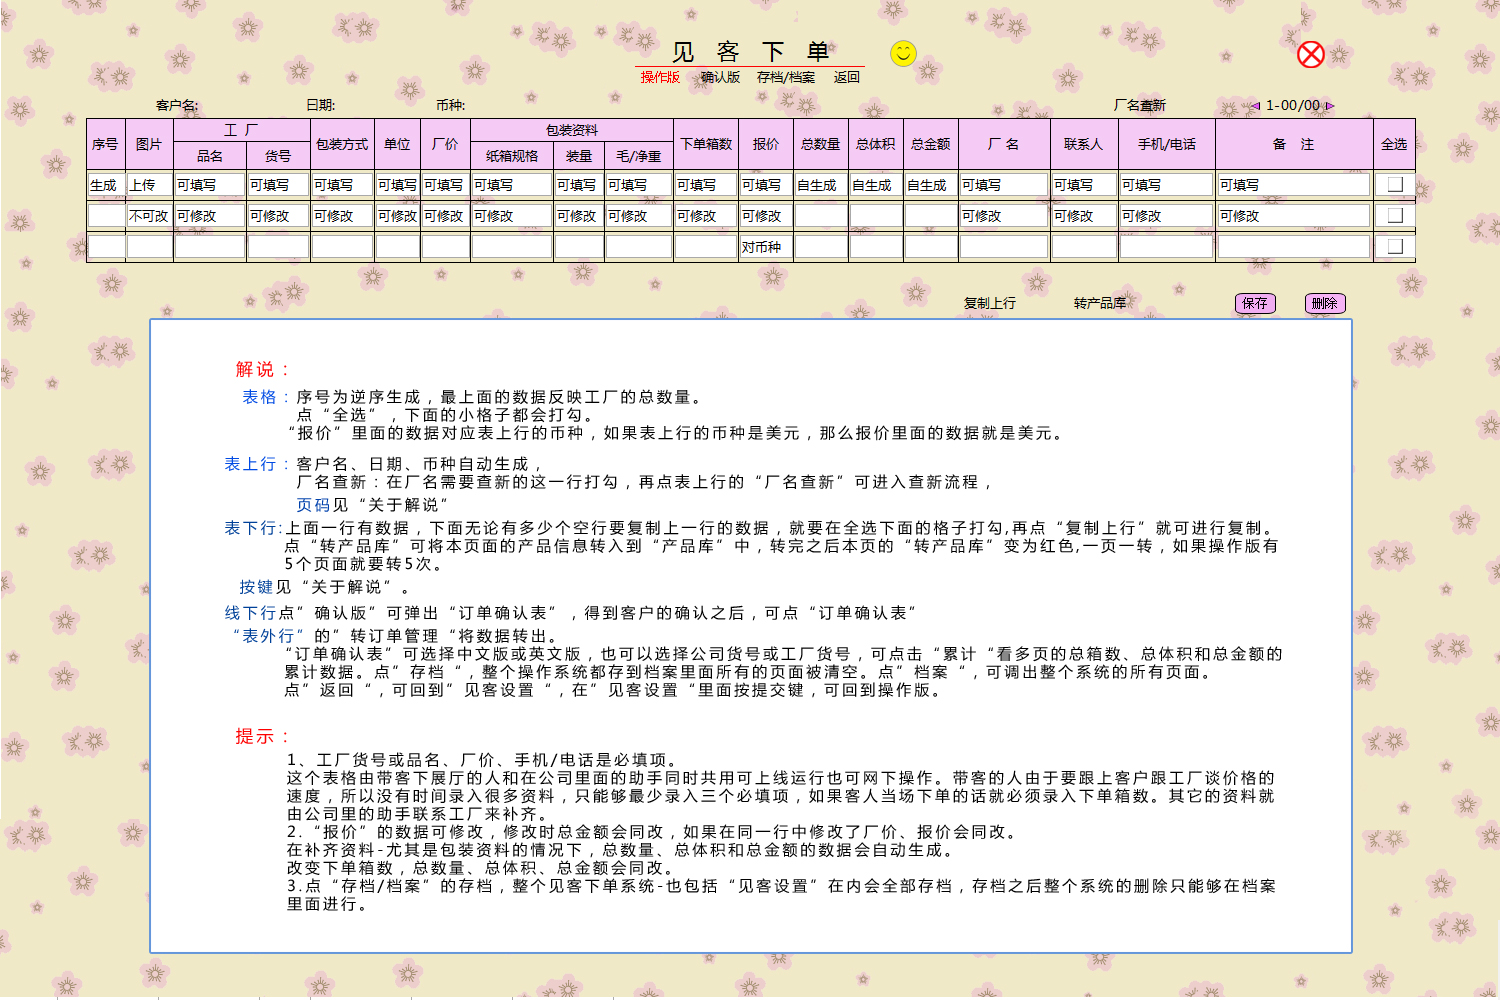 见 客 下 单
操作版 确认版 存档/档案 返回
客户名: 日期: 币种: 厂名查新 1-00/00
序号 图片 工 厂 包装方式 单位 厂价 包装资料 下单箱数 报价 总数量 总体积 总金额 厂 名 联系人 手机/电话 备 注 全选
品名 货号 纸箱规格 装量 毛/净重
生成 上传 可填写 可填写 可填写 可填写 可填写 可填写 可填写 可填写 可填写 可填写 自生成 自生成 自生成 可填写 可填写 可填写 可填写
不可改 可修改 可修改 可修改 可修改 可修改 可修改 可修改 可修改 可修改 可修改 可修改 可修改 可修改 可修改
对币种
复制上行 转产品库 保存 删除
解说：
表格：序号为逆序生成，最上面的数据反映工厂的总数量。
点“全选”，下面的小格子都会打勾。
“报价”里面的数据对应表上行的币种，如果表上行的币种是美元，那么报价里面的数据就是美元。
表上行：客户名、日期、币种自动生成，
厂名查新：在厂名需要查新的这一行打勾，再点表上行的“厂名查新”可进入查新流程，
页码见“关于解说”
表下行:上面一行有数据，下面无论有多少个空行要复制上一行的数据，就要在全选下面的格子打勾,再点“复制上行”就可进行复制。
点“转产品库”可将本页面的产品信息转入到“产品库”中，转完之后本页的“转产品库”变为红色,一页一转，如果操作版有
5个页面就要转5次。
按键见“关于解说”。
线下行点”确认版”可弹出“订单确认表”，得到客户的确认之后，可点“订单确认表”
“表外行”的”转订单管理“将数据转出。
“订单确认表”可选择中文版或英文版，也可以选择公司货号或工厂货号，可点击“累计“看多页的总箱数、总体积和总金额的
累计数据。点”存档“，整个操作系统都存到档案里面所有的页面被清空。点”档案“，可调出整个系统的所有页面。
点”返回“，可回到”见客设置“，在”见客设置“里面按提交键，可回到操作版。
提示：
1、工厂货号或品名、厂价、手机/电话是必填项。
这个表格由带客下展厅的人和在公司里面的助手同时共用可上线运行也可网下操作。带客的人由于要跟上客户跟工厂谈价格的
速度，所以没有时间录入很多资料，只能够最少录入三个必填项，如果客人当场下单的话就必须录入下单箱数。其它的资料就
由公司里的助手联系工厂来补齐。
2.“报价”的数据可修改，修改时总金额会同改，如果在同一行中修改了厂价、报价会同改。
在补齐资料-尤其是包装资料的情况下，总数量、总体积和总金额的数据会自动生成。
改变下单箱数，总数量、总体积、总金额会同改。
3.点“存档/档案”的存档，整个见客下单系统-也包括“见客设置”在内会全部存档，存档之后整个系统的删除只能够在档案
里面进行。